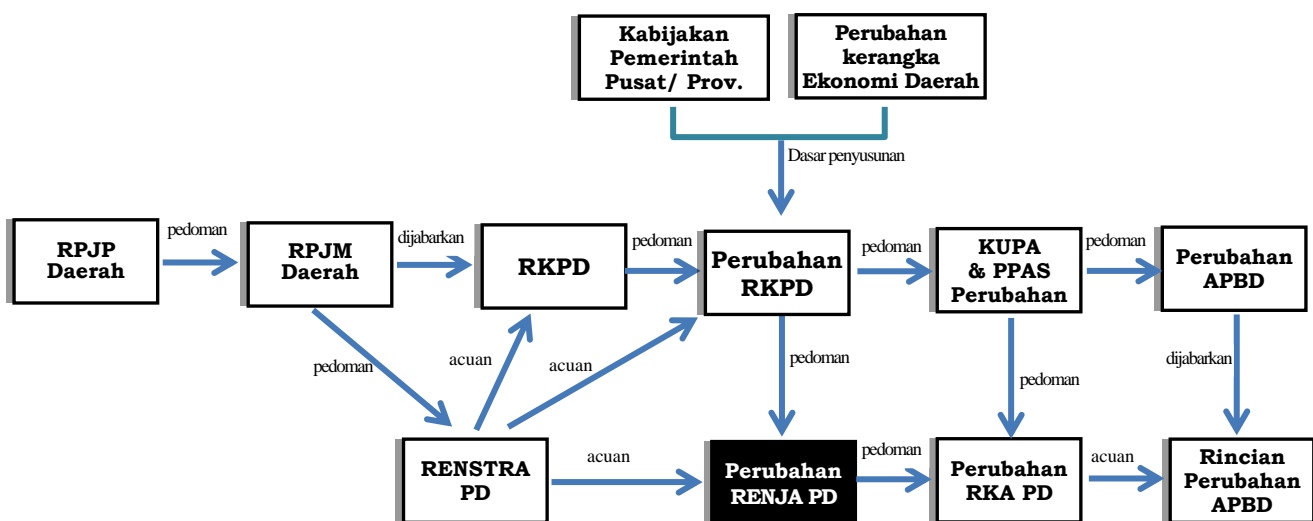 Kabijakan
Pemerintah
Pusat/ Prov.
Perubahan
kerangka
Ekonomi Daerah
Dasar penyusunan
RPJP
Daerah
pedoman
RPJM
Daerah
dijabarkan
RKPD
pedoman
Perubahan
RKPD
pedoman
KUPA
& PPAS
Perubahan
pedoman
Perubahan
APBD
pedoman
acuan
acuan
pedoman
pedoman
dijabarkan
RENSTRA
PD
acuan
Perubahan
RENJA PD
pedoman
Perubahan
RKA PD
acuan
Rincian
Perubahan
APBD